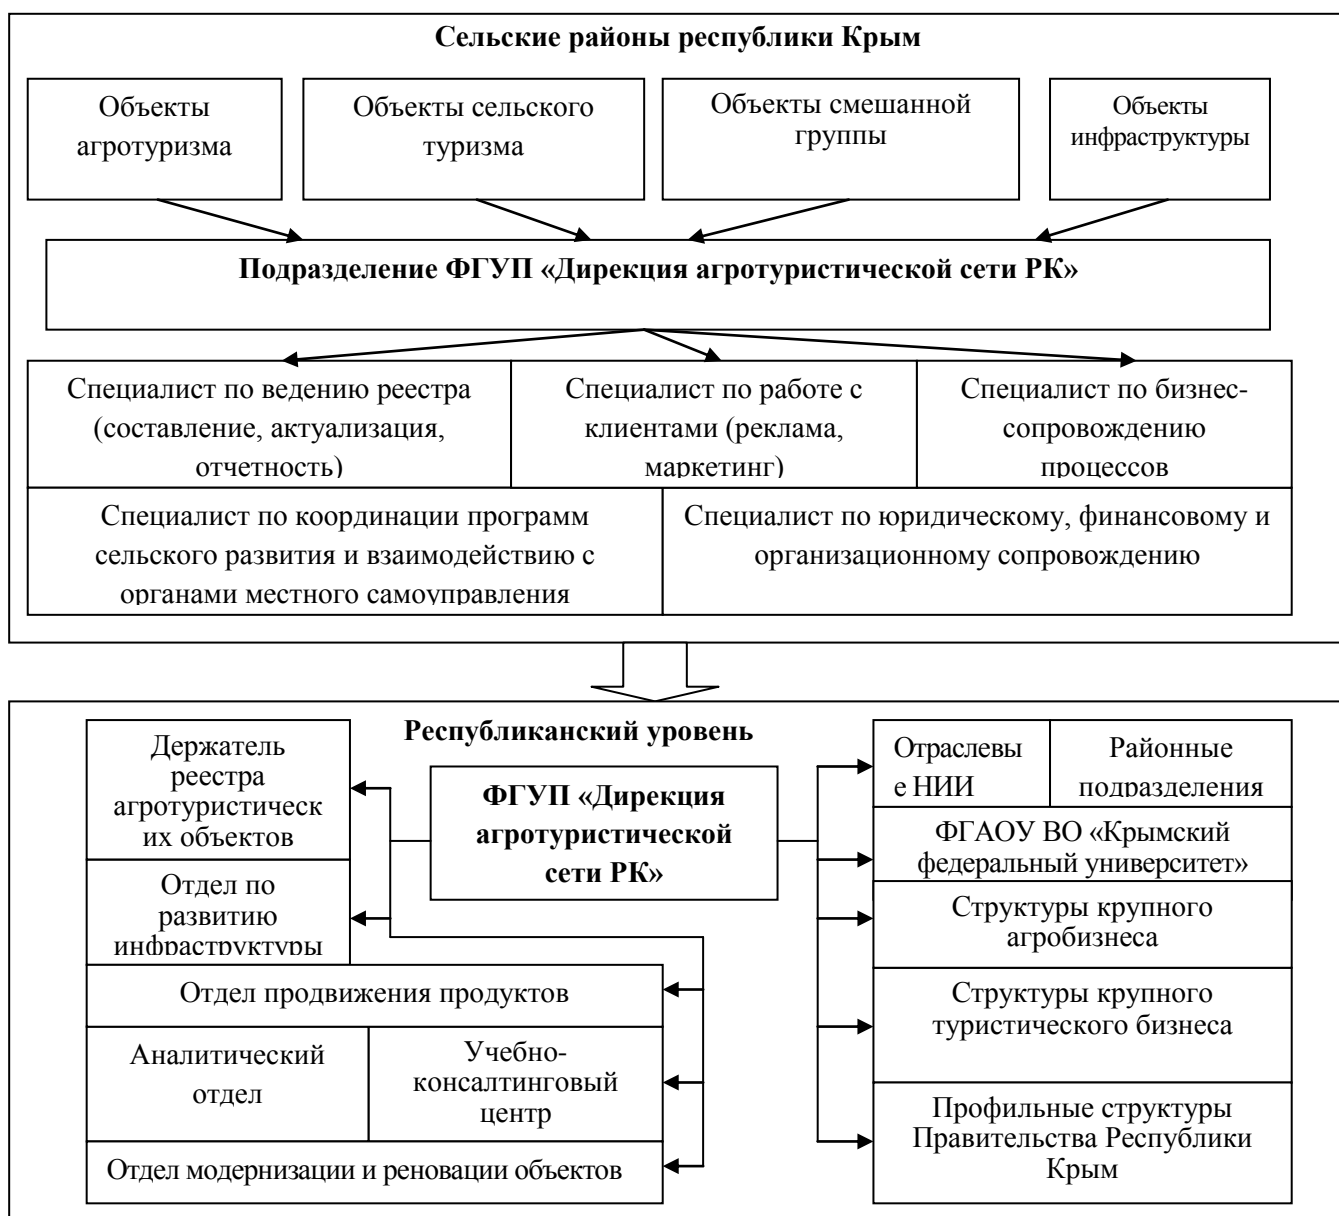 Сельские районы республики Крым
Объекты
агротуризма
Объекты сельского
туризма
Объекты смешанной
группы
Объекты
инфраструктуры
Подразделение ФГУП «Дирекция агротуристической сети РК»
Специалист по ведению реестра
(составление, актуализация,
отчетность)
Специалист по работе с
клиентами (реклама,
маркетинг)
Специалист по бизнес-
сопровождению
процессов
Специалист по координации программ
сельского развития и взаимодействию с
органами местного самоуправления
Специалист по юридическому, финансовому и
организационному сопровождению
Республиканский уровень
Держатель
реестра
агротуристическ
их объектов
Отдел по
развитию
инфраструктуры
Отдел продвижения продуктов
Аналитический
отдел
Учебно-
консалтинговый
центр
Отдел модернизации и реновации объектов
ФГУП «Дирекция
агротуристической
сети РК»
Отраслевы
е НИИ
Районные
подразделения
ФГАОУ ВО «Крымский
федеральный университет»
Структуры крупного
агробизнеса
Структуры крупного
туристического бизнеса
Профильные структуры
Правительства Республики
Крым